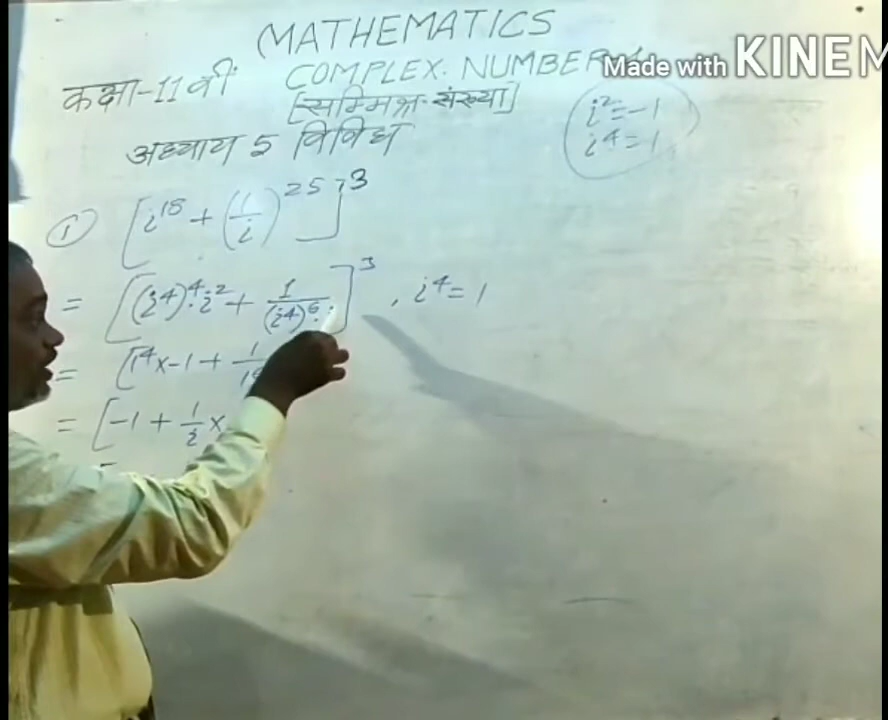 MATHEMATICS
कक्षा-11वीं COMPLEX. NUMBER
Made with KINEM
[सम्मिश्र-संख्या]
अध्याय 5 विविध
i²=-1
i⁴=1
① [i¹⁸ + (1/i)²⁵]³
= [(i⁴)⁴.i² + 1/(i⁴)⁶.i]³, i⁴=1
= [1⁴x-1 + 1/1
= [-1 + 1/i x
=